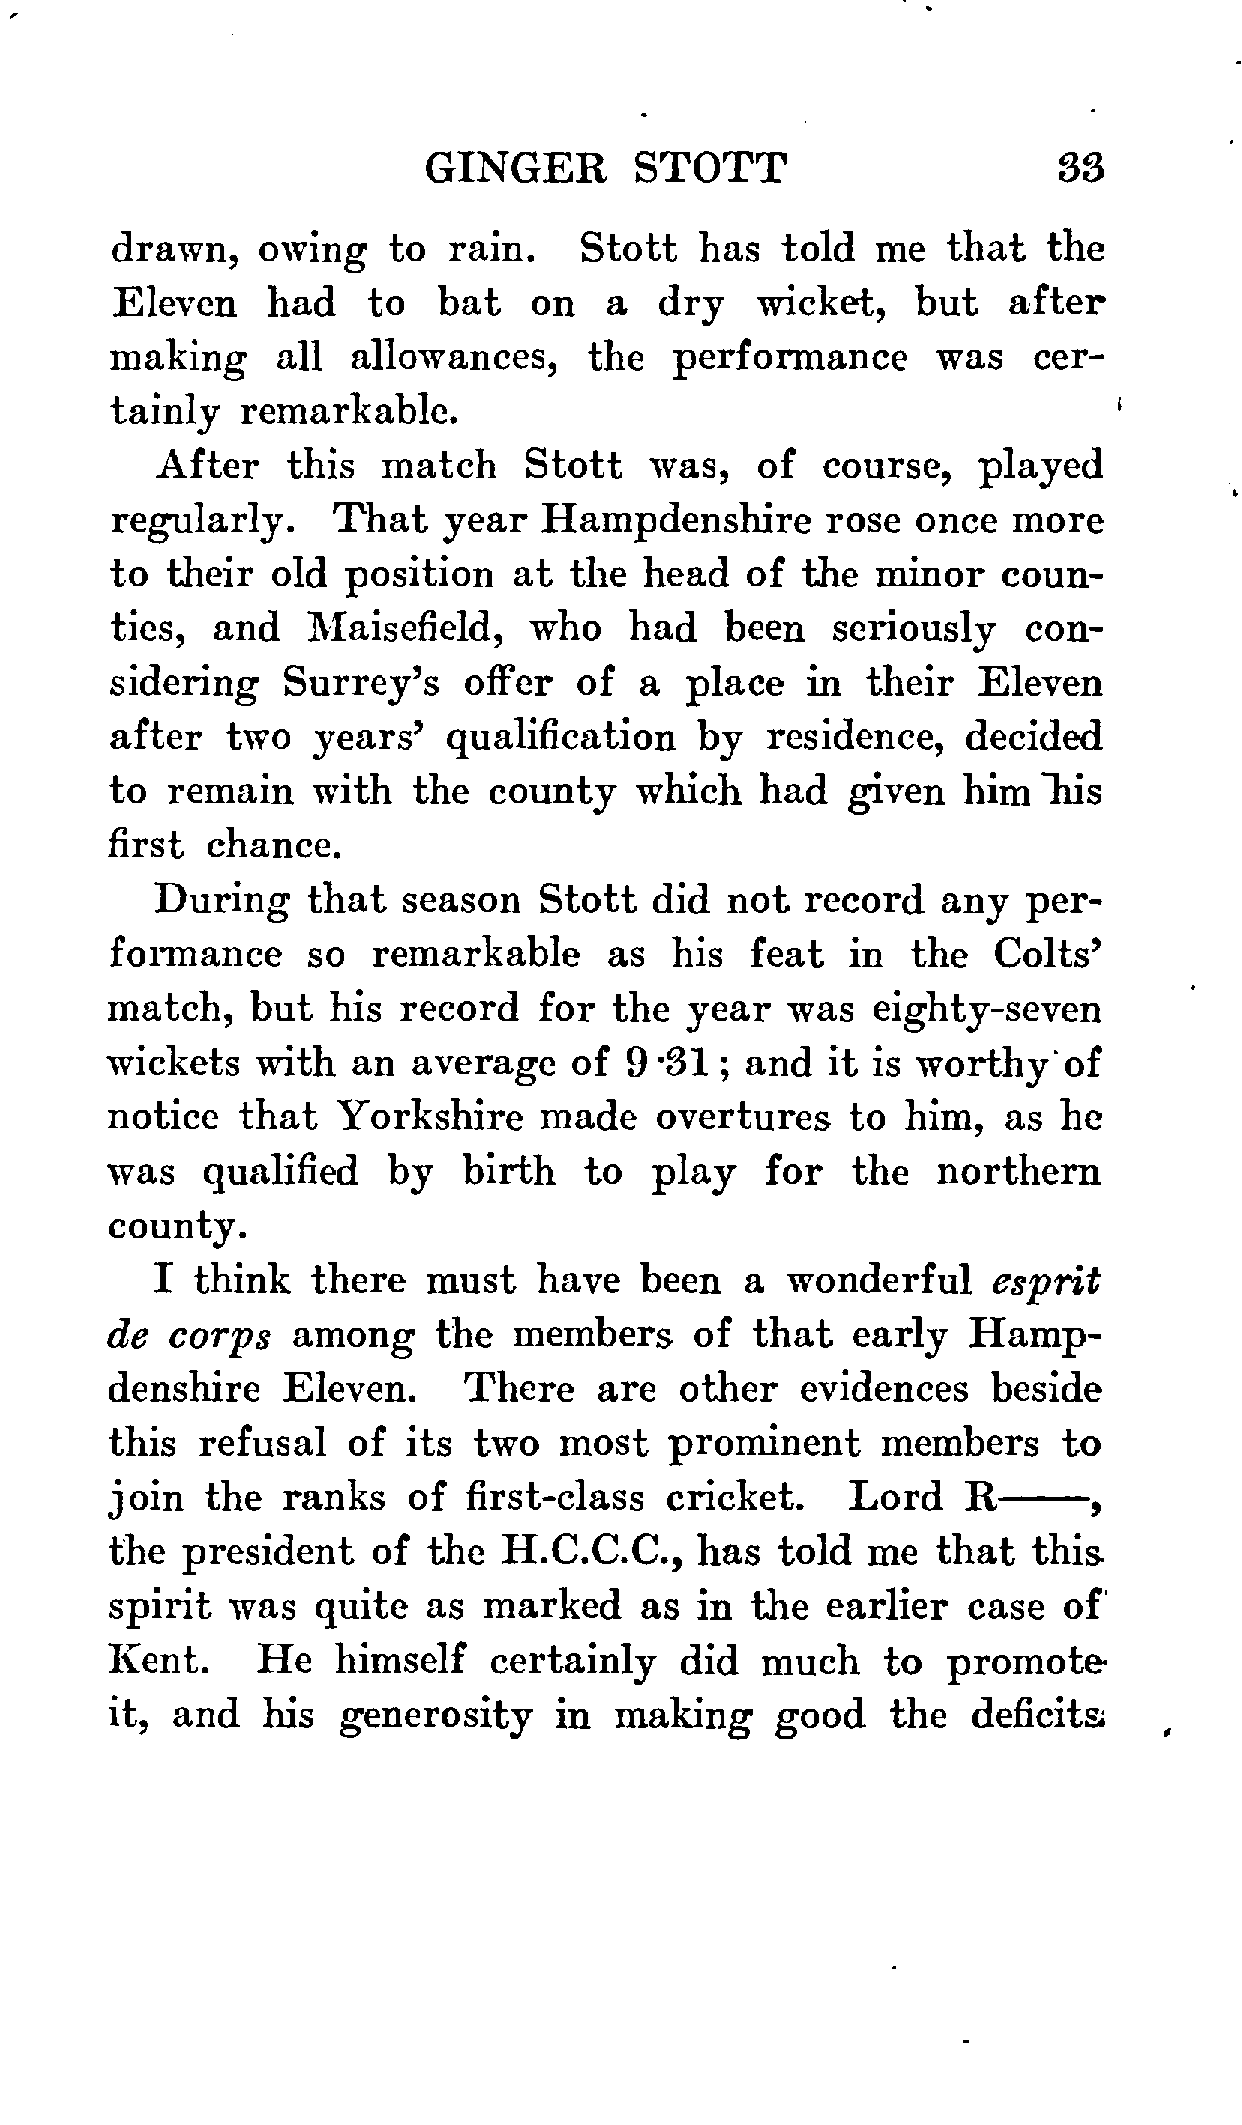 GINGER STOTT 33
drawn, owing to rain. Stott has told me that the
Eleven had to bat on a dry wicket, but after
making all allowances, the performance was cer-
tainly remarkable.
After this match Stott was, of course, played
regularly. That year Hampdenshire rose once more
to their old position at the head of the minor coun-
ties, and Maisefield, who had been seriously con-
sidering Surrey's offer of a place in their Eleven
after two years' qualification by residence, decided
to remain with the county which had given him his
first chance.
During that season Stott did not record any per-
formance so remarkable as his feat in the Colts'
match, but his record for the year was eighty-seven
wickets with an average of 9·31; and it is worthy of
notice that Yorkshire made overtures to him, as he
was qualified by birth to play for the northern
county.
I think there must have been a wonderful esprit
de corps among the members of that early Hamp-
denshire Eleven. There are other evidences beside
this refusal of its two most prominent members to
join the ranks of first-class cricket. Lord R——,
the president of the H.C.C.C., has told me that this
spirit was quite as marked as in the earlier case of
Kent. He himself certainly did much to promote
it, and his generosity in making good the deficits